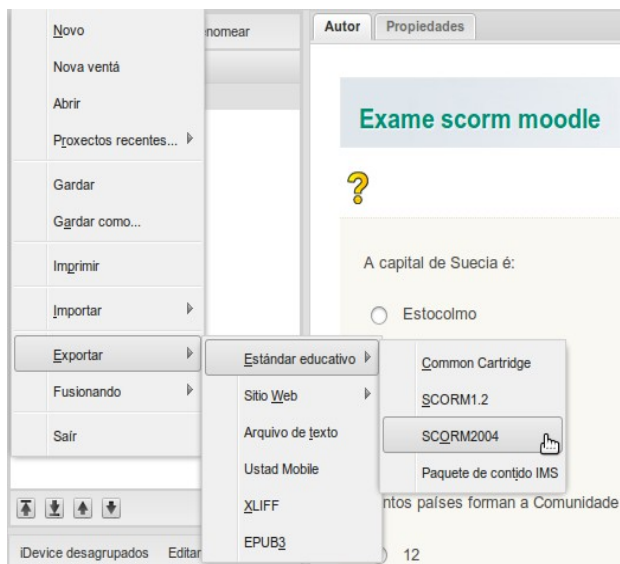 Novo
Nova ventá
Abrir
Proxectos recentes...
Gardar
Gardar como...
Imprimir
Importar
Exportar
Fusionando
Saír
nomear
Estándar educativo
Sitio Web
Arquivo de texto
Ustad Mobile
XLIFF
EPUB3
Common Cartridge
SCORM1.2
SCORM2004
Paquete de contido IMS
Autor Propiedades
Exame scorm moodle
?
A capital de Suecia é:
Estocolmo
ntos países forman a Comunidade
12
iDevice desagrupados Editar